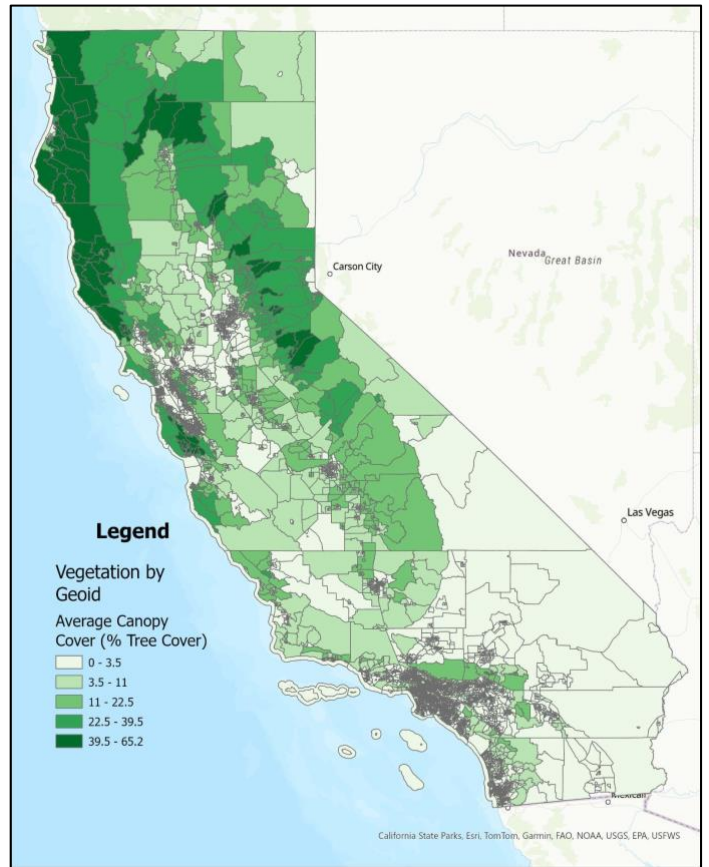 Nevada
Great Basin
Carson City
Las Vegas
Legend
Vegetation by
Geoid
Average Canopy
Cover (% Tree Cover)
0 - 3.5
3.5 - 11
11 - 22.5
22.5 - 39.5
39.5 - 65.2
California State Parks, Esri, TomTom, Garmin, FAO, NOAA, USGS, EPA, USFWS